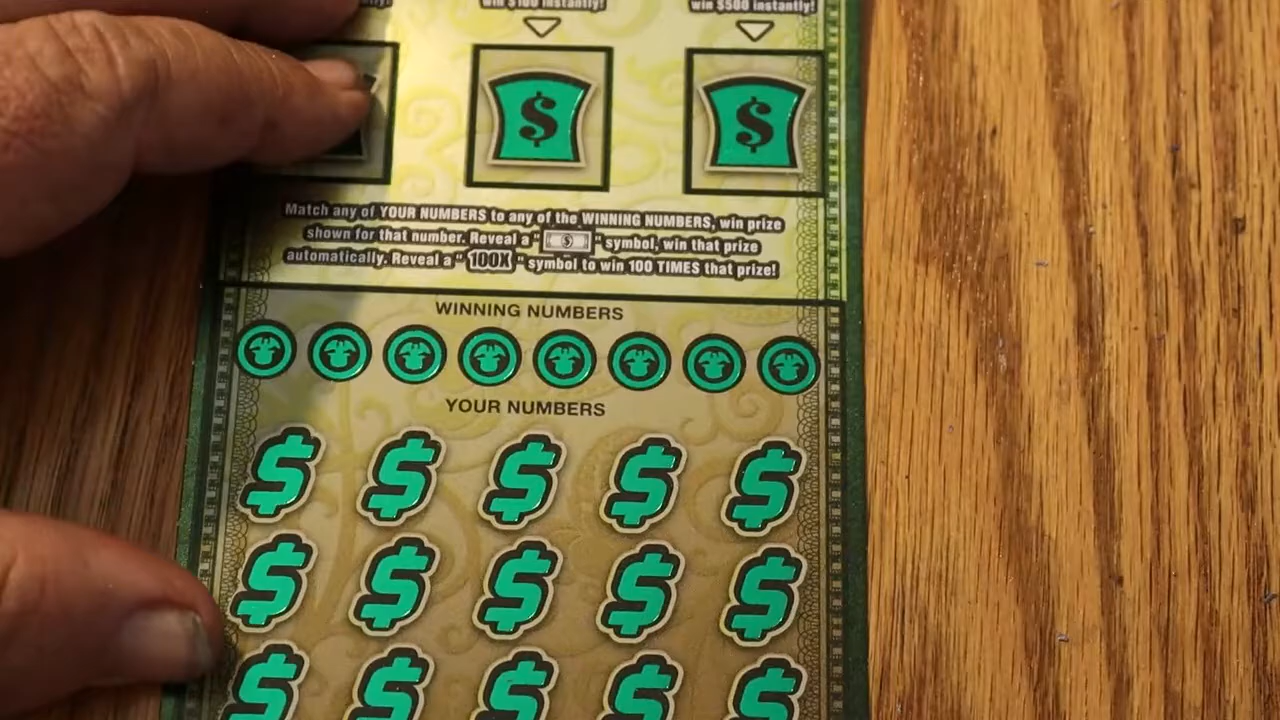 win $100 instantly!
win $500 instantly!
Match any of YOUR NUMBERS to any of the WINNING NUMBERS, win prize
shown for that number. Reveal a " $ " symbol, win that prize
automatically. Reveal a " 100X " symbol to win 100 TIMES that prize!
WINNING NUMBERS
YOUR NUMBERS